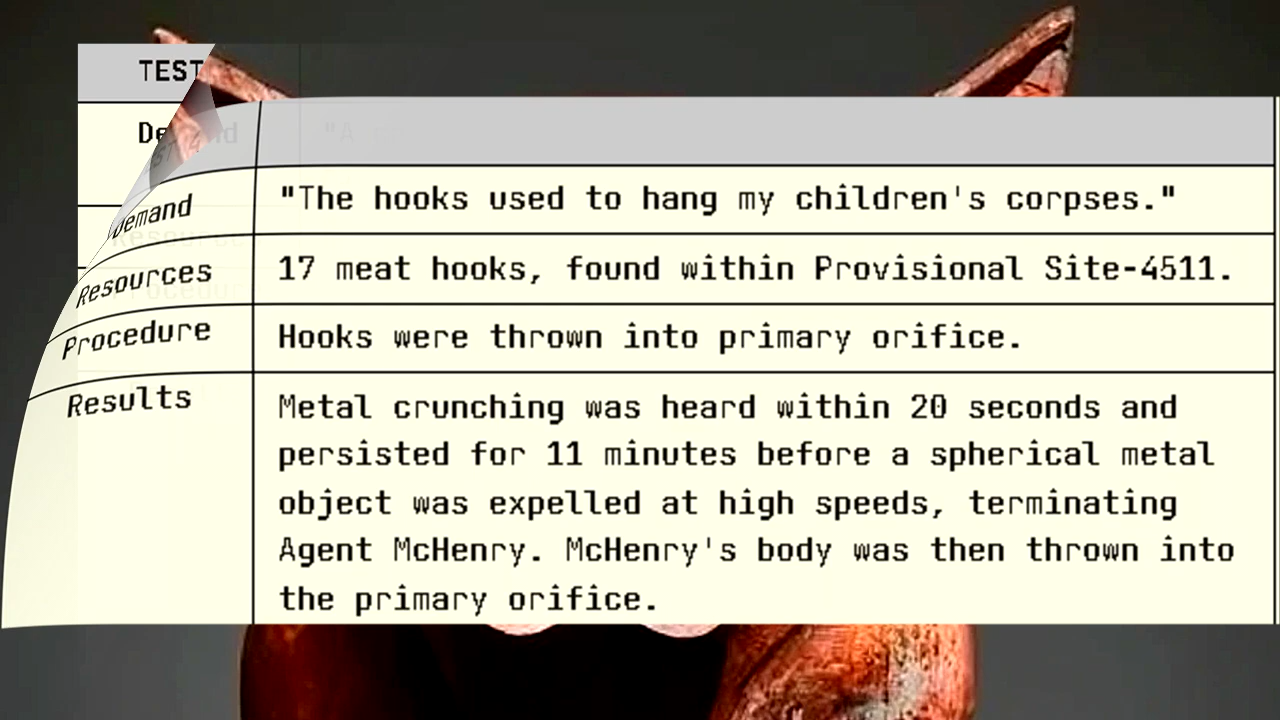 TEST
Demand
"The hooks used to hang my children's corpses."
Resources
17 meat hooks, found within Provisional Site-4511.
Procedure
Hooks were thrown into primary orifice.
Results
Metal crunching was heard within 20 seconds and
persisted for 11 minutes before a spherical metal
object was expelled at high speeds, terminating
Agent McHenry. McHenry's body was then thrown into
the primary orifice.